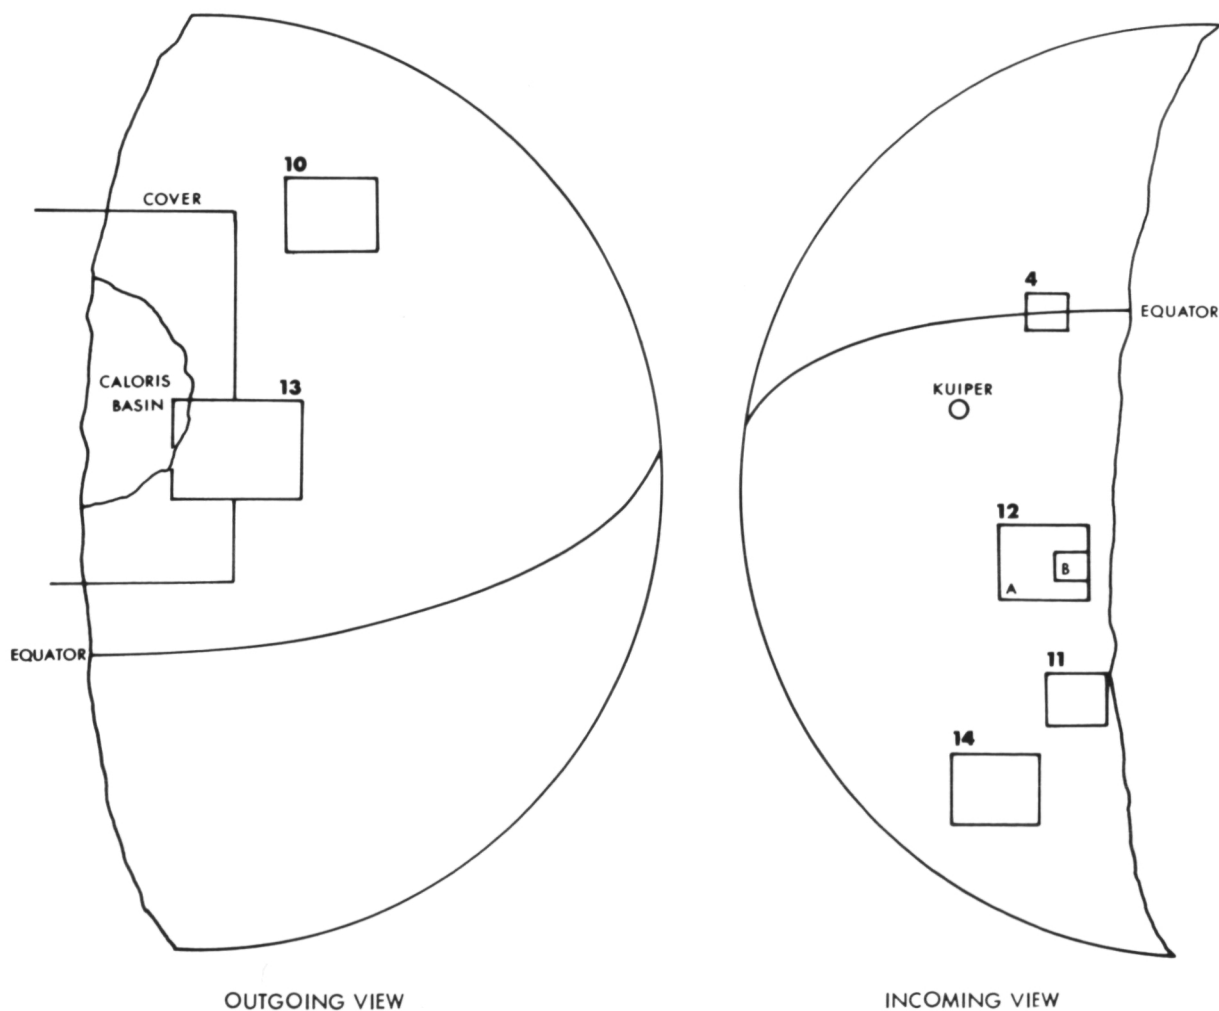 10
COVER
CALORIS
BASIN
13
EQUATOR
OUTGOING VIEW
4
EQUATOR
KUIPER
12
B
A
11
14
INCOMING VIEW